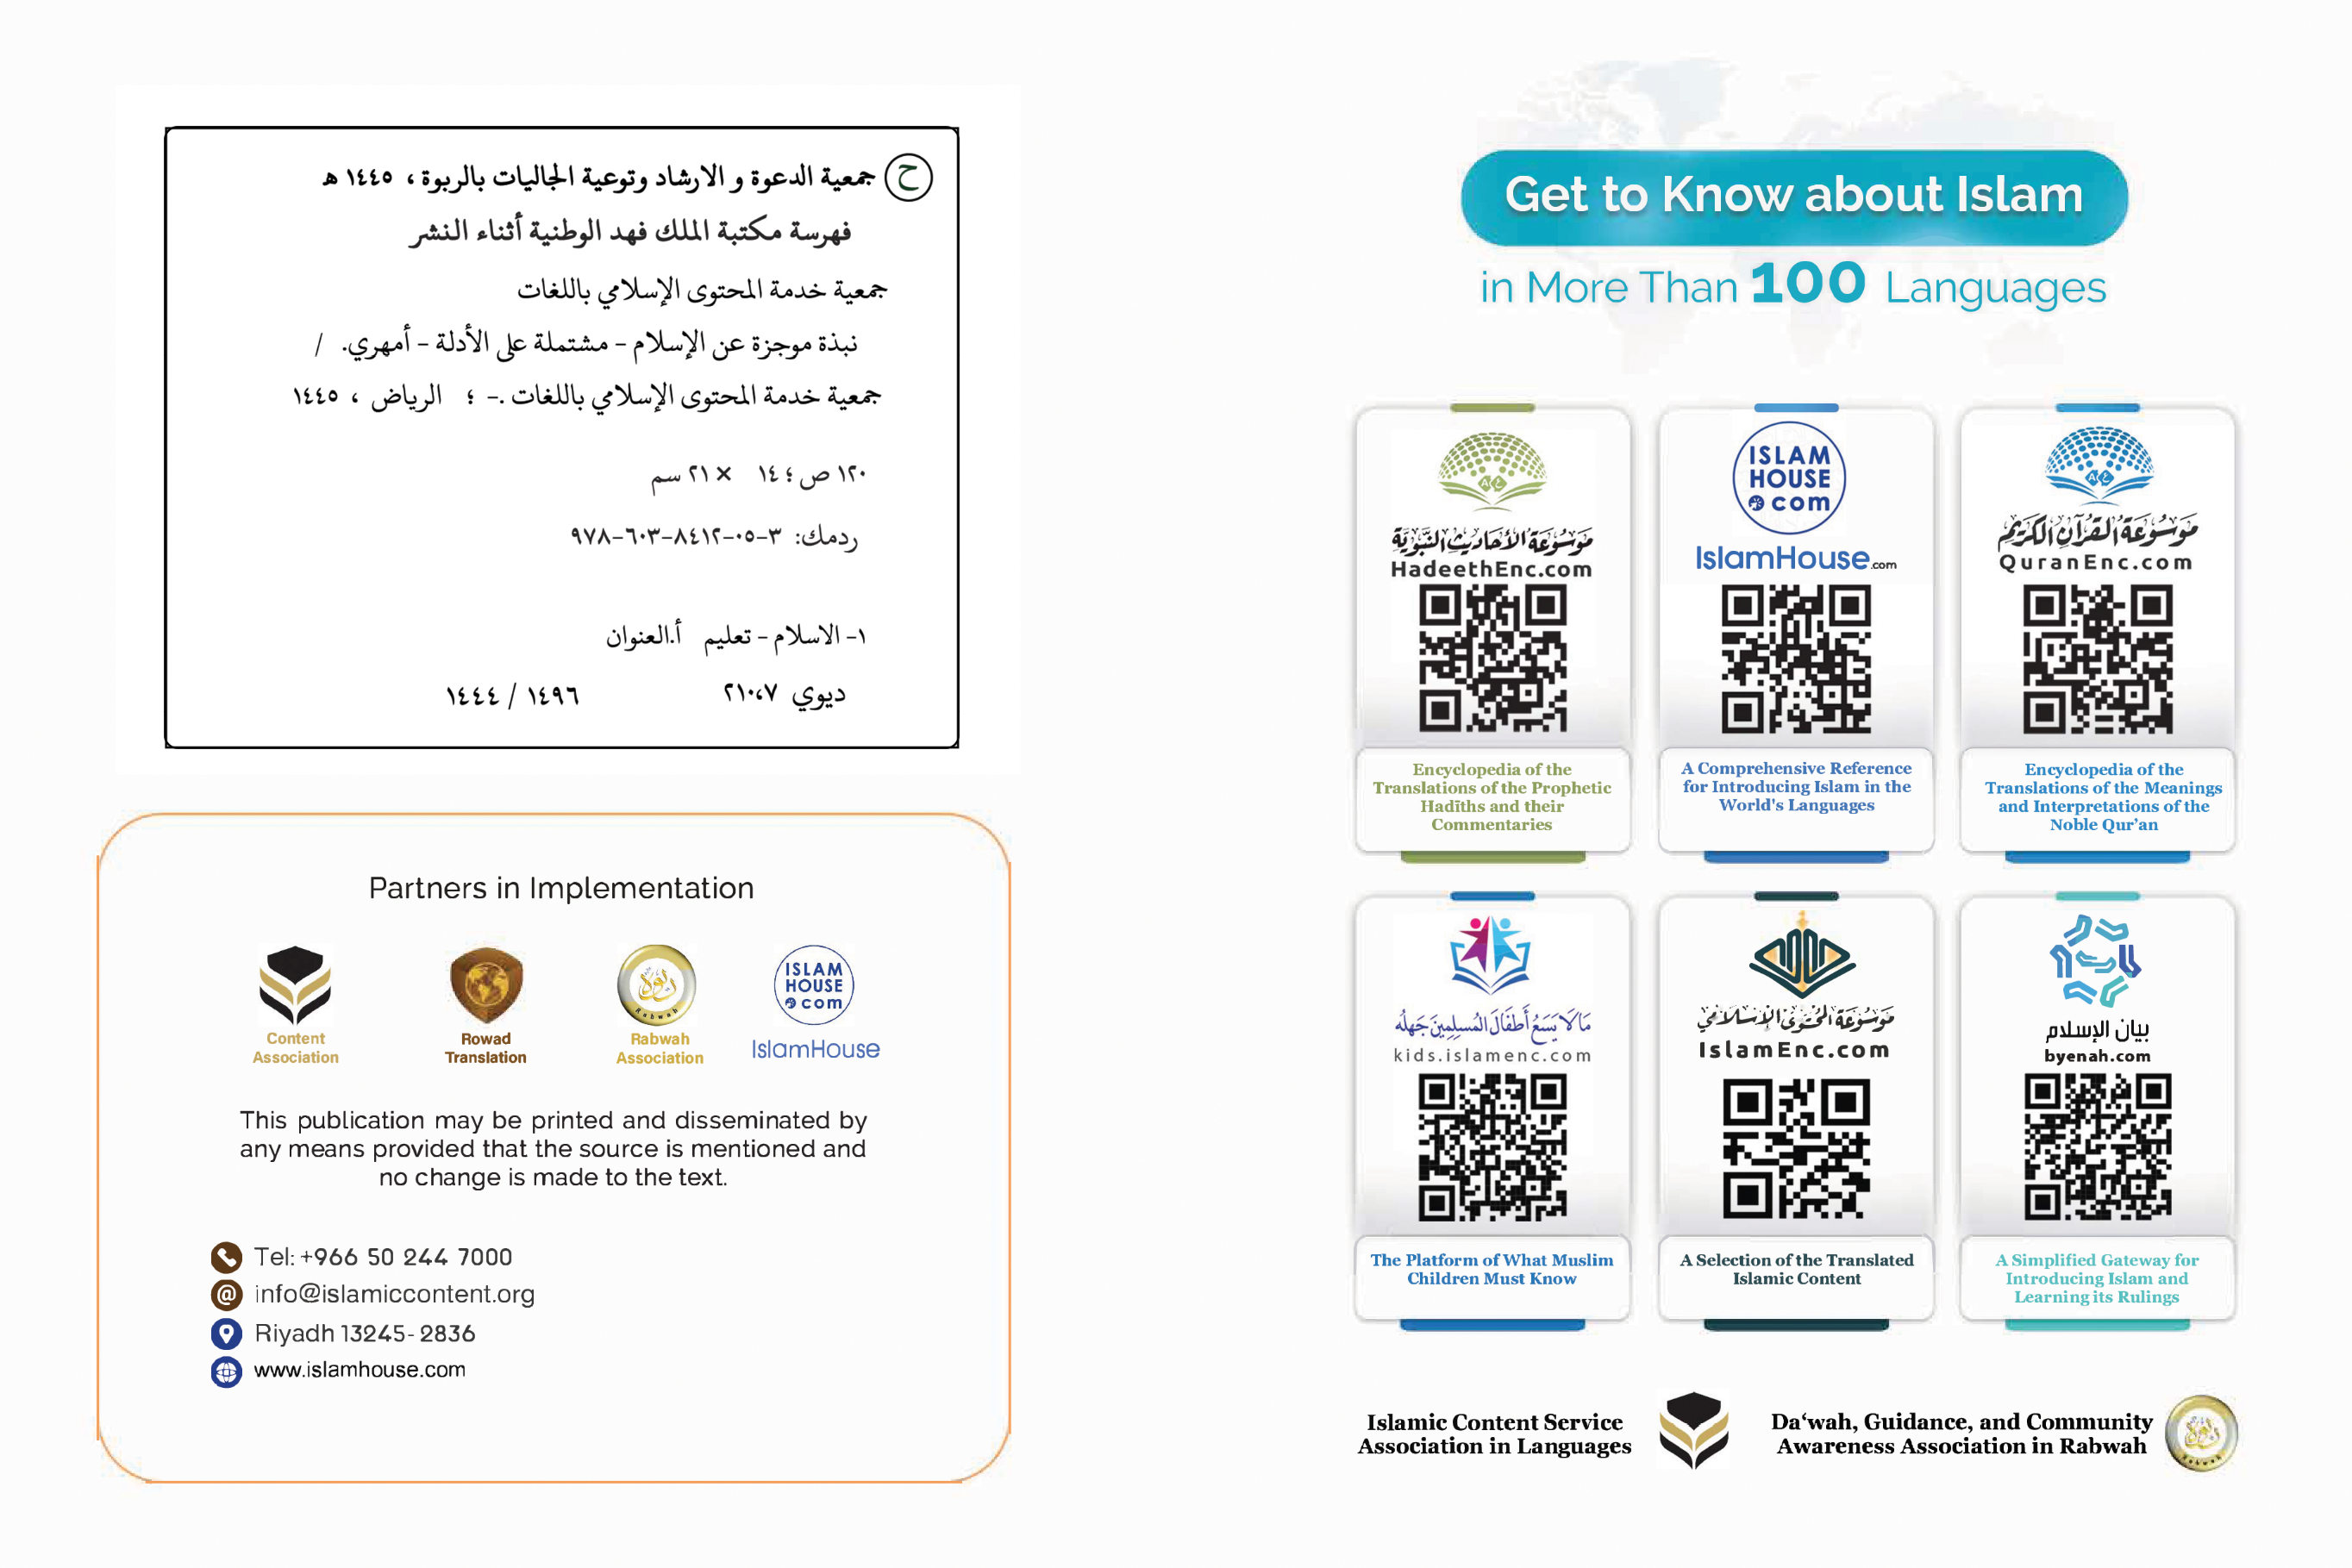 ح جمعية الدعوة و الارشاد وتوعية الجاليات بالربوة ، ١٤٤٥ هـ
فهرسة مكتبة الملك فهد الوطنية أثناء النشر
جمعية خدمة المحتوى الإسلامي باللغات
نبذة موجزة عن الإسلام - مشتملة على الأدلة - أمهري. /
جمعية خدمة المحتوى الإسلامي باللغات .- ؛ الرياض ، ١٤٤٥
١٢٠ ص ؛ ١٤ × ٢١ سم
ردمك: ٣-٠٥-٨٤١٢-٦٠٣-٩٧٨
١- الاسلام - تعليم أ.العنوان
ديوي ٢١٠،٧ ١٤٩٦ / ١٤٤٤
Partners in Implementation
Content
Association
Rowad
Translation
Rabwah
Rabwah
Association
ISLAM
HOUSE
com
IslamHouse
This publication may be printed and disseminated by
any means provided that the source is mentioned and
no change is made to the text.
Tel: +966 50 244 7000
info@islamiccontent.org
Riyadh 13245- 2836
www.islamhouse.com
Get to Know about Islam
in More Than 100 Languages
موسوعة الأحاديث النبوية
HadeethEnc.com
Encyclopedia of the
Translations of the Prophetic
Hadīths and their
Commentaries
ISLAM
HOUSE
com
IslamHouse.com
A Comprehensive Reference
for Introducing Islam in the
World's Languages
موسوعة القرآن الكريم
QuranEnc.com
Encyclopedia of the
Translations of the Meanings
and Interpretations of the
Noble Qur’an
مَا لَا يَسَعُ أَطْفَالَ المُسْلِمِينَ جَهْلُه
kids.islamenc.com
The Platform of What Muslim
Children Must Know
موسوعة المحتوى الإسلامي
IslamEnc.com
A Selection of the Translated
Islamic Content
بيان الإسلام
byenah.com
A Simplified Gateway for
Introducing Islam and
Learning its Rulings
Islamic Content Service
Association in Languages
Da‘wah, Guidance, and Community
Awareness Association in Rabwah
Rabwah